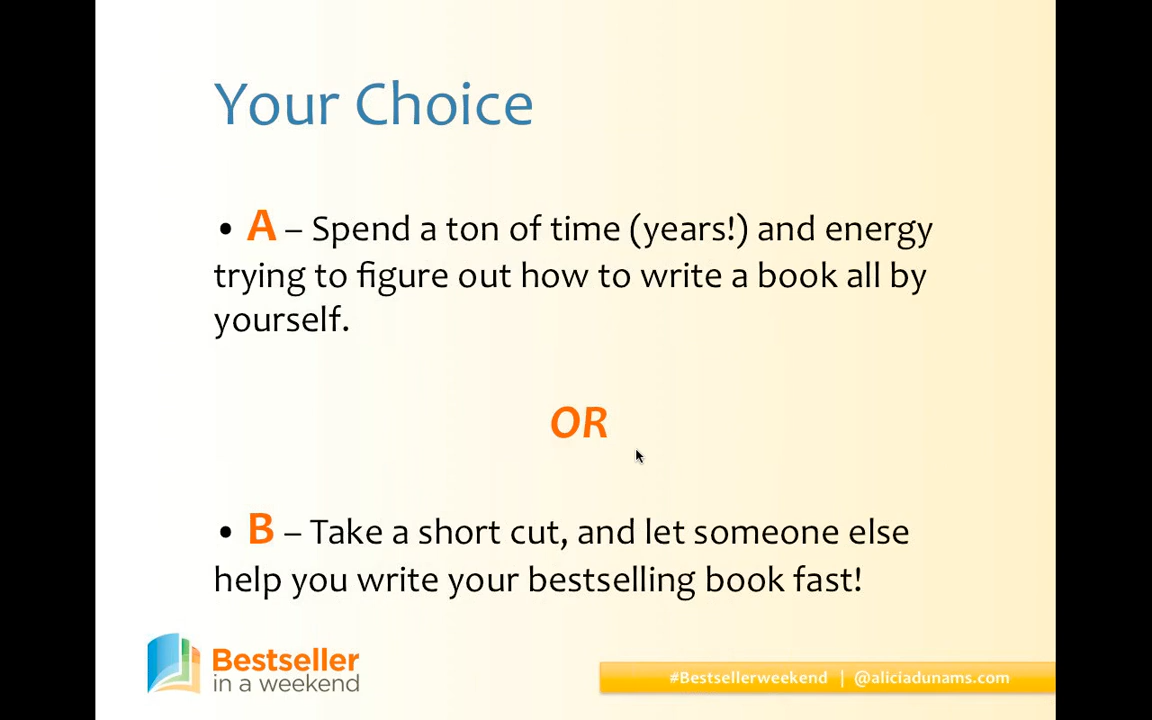 Your Choice
• A – Spend a ton of time (years!) and energy
trying to figure out how to write a book all by
yourself.
OR
• B – Take a short cut, and let someone else
help you write your bestselling book fast!
Bestseller
in a weekend
#Bestsellerweekend | @aliciadunams.com